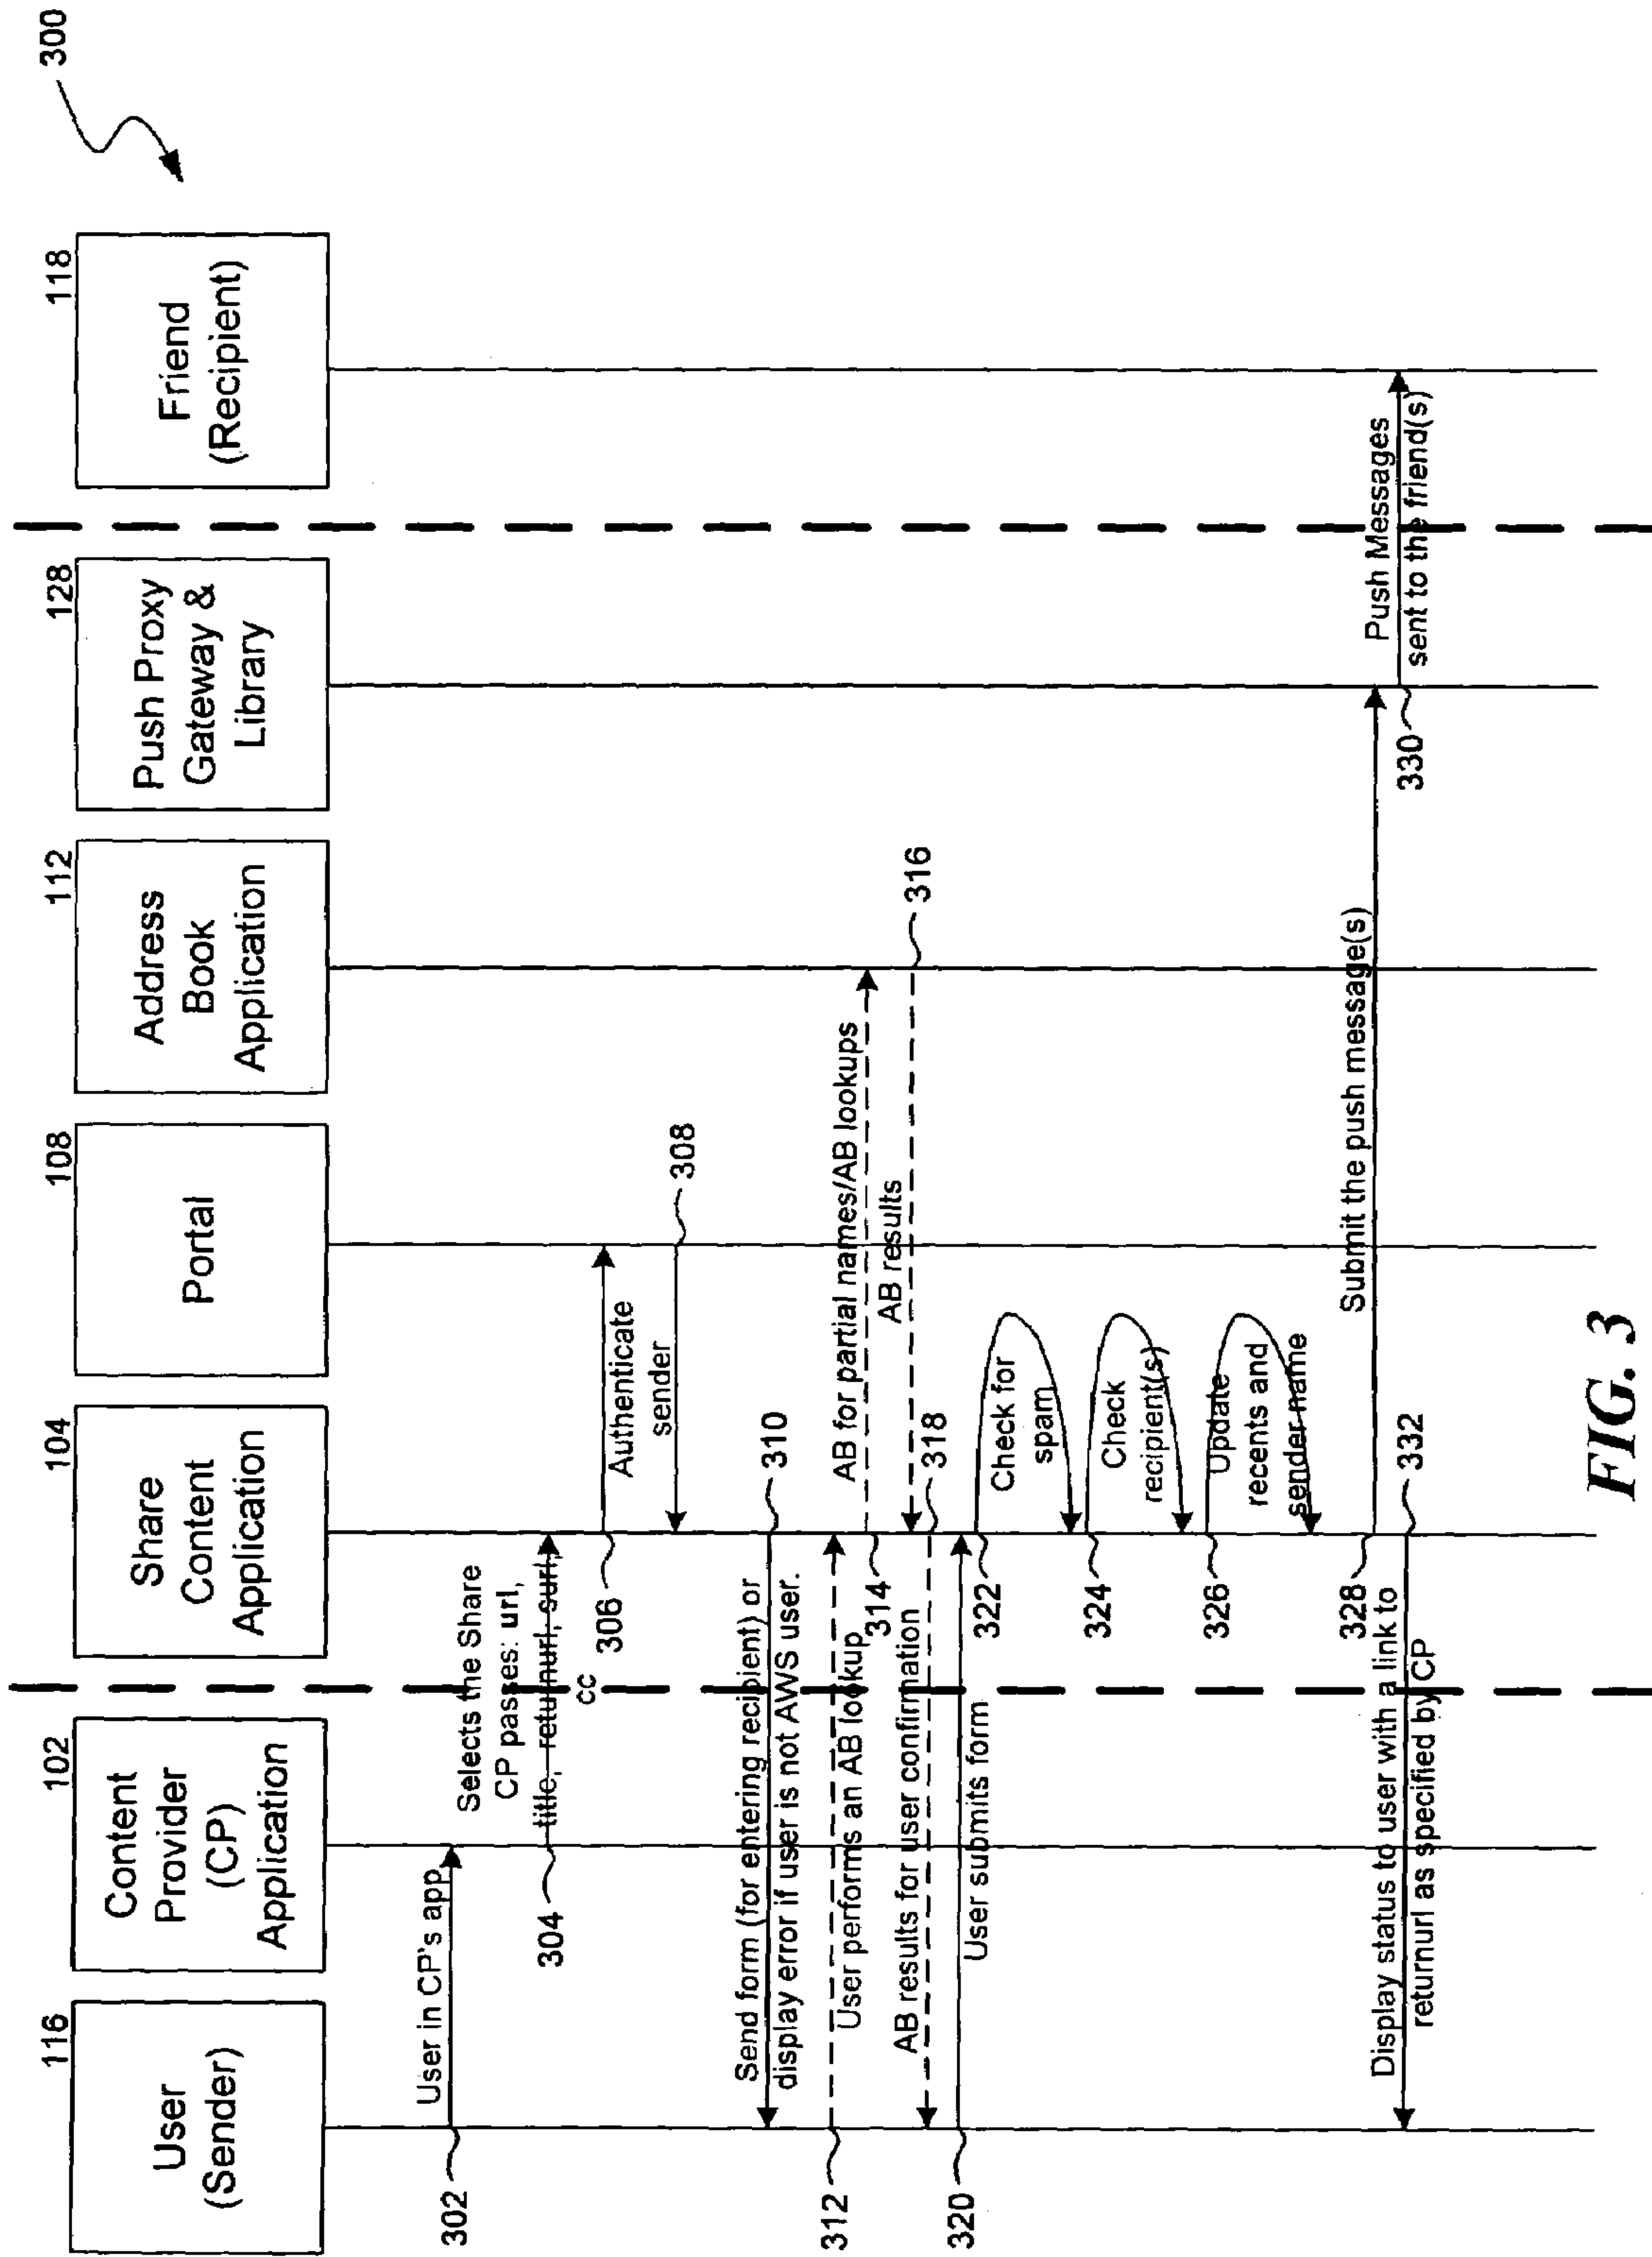 300
116
User
(Sender)
102
Content
Provider
(CP)
Application
104
Share
Content
Application
108
Portal
112
Address
Book
Application
128
Push Proxy
Gateway &
Library
118
Friend
(Recipient)
302
User in CP's app
Selects the Share
CP passes: url,
title, returnurl, surl,
cc
304
306
Authenticate
sender
308
310
Send form (for entering recipient) or
display error if user is not AWS user.
312
User performs an AB lookup
314
AB for partial names/AB lookups
AB results
316
318
AB results for user confirmation
320
User submits form
322
Check for
spam
324
Check
recipient(s)
326
Update
recents and
sender name
328
Submit the push message(s)
330
Push Messages
sent to the friend(s)
332
Display status to user with a link to
returnurl as specified by CP
FIG. 3